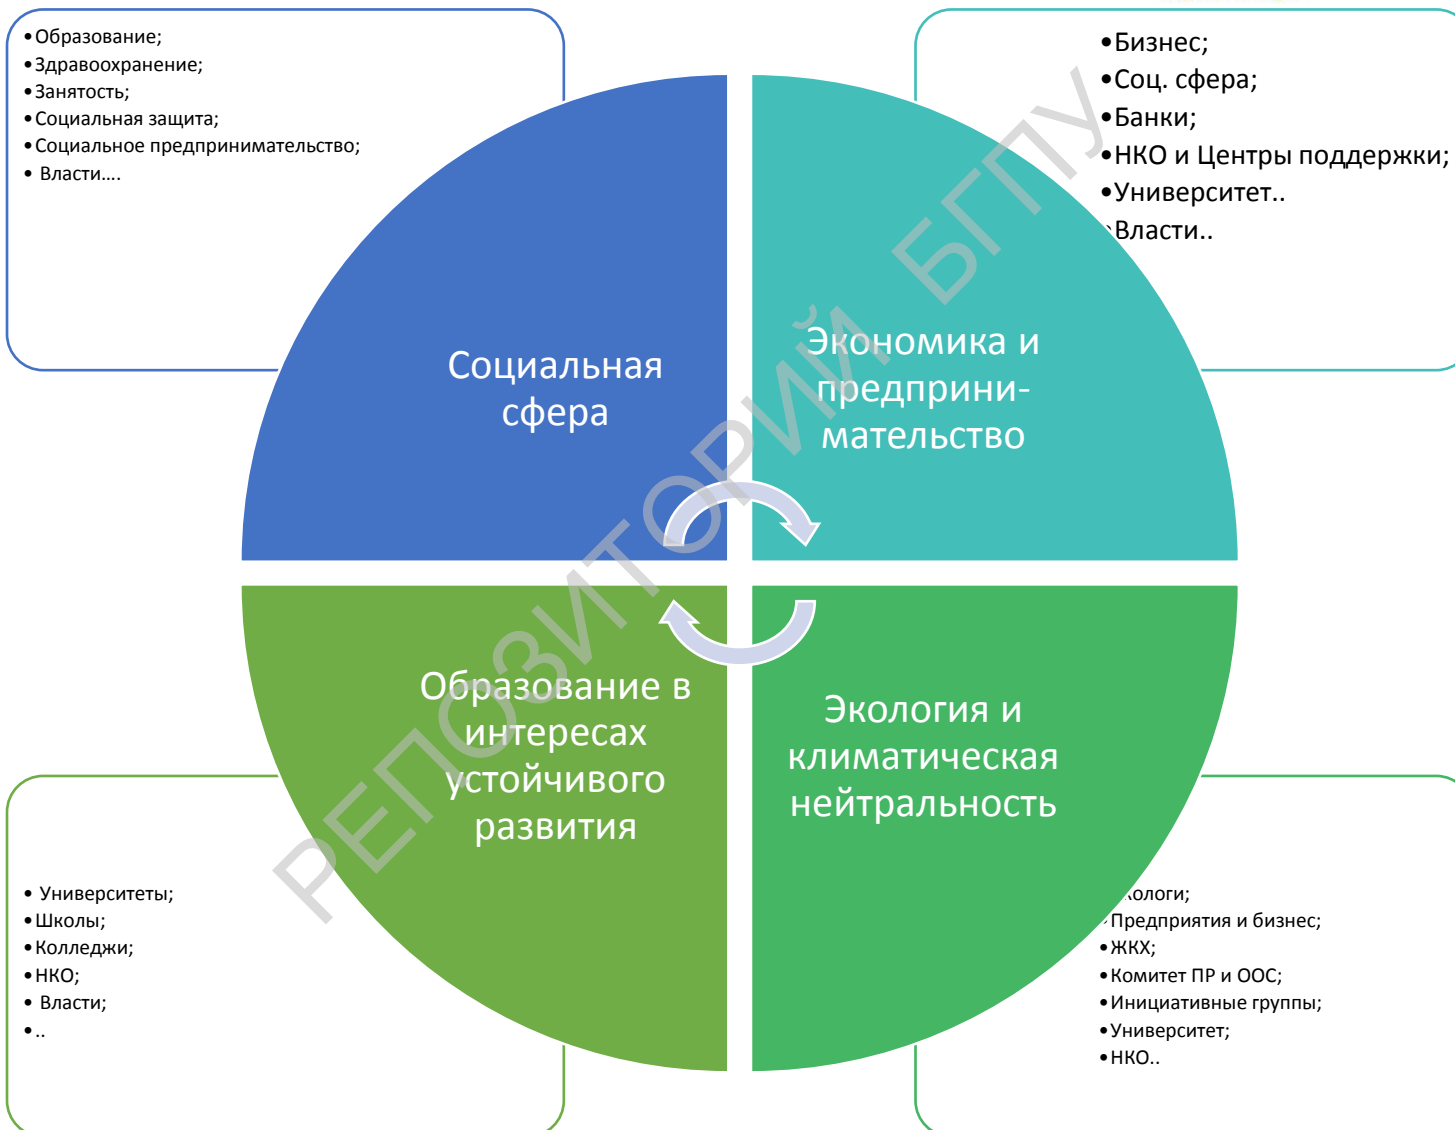 •Образование;
•Здравоохранение;
•Занятость;
•Социальная защита;
•Социальное предпринимательство;
• Власти....
•Бизнес;
•Соц. сфера;
•Банки;
•НКО и Центры поддержки;
•Университет..
•Власти..
Социальная
сфера
Экономика и
предприни-
мательство
Образование в
интересах
устойчивого
развития
Экология и
климатическая
нейтральность
• Университеты;
•Школы;
•Колледжи;
•НКО;
• Власти;
•..
кологи;
•Предприятия и бизнес;
•ЖКХ;
•Комитет ПР и ООС;
•Инициативные группы;
•Университет;
•НКО..
РЕПОЗИТОРИЙ БГПУ